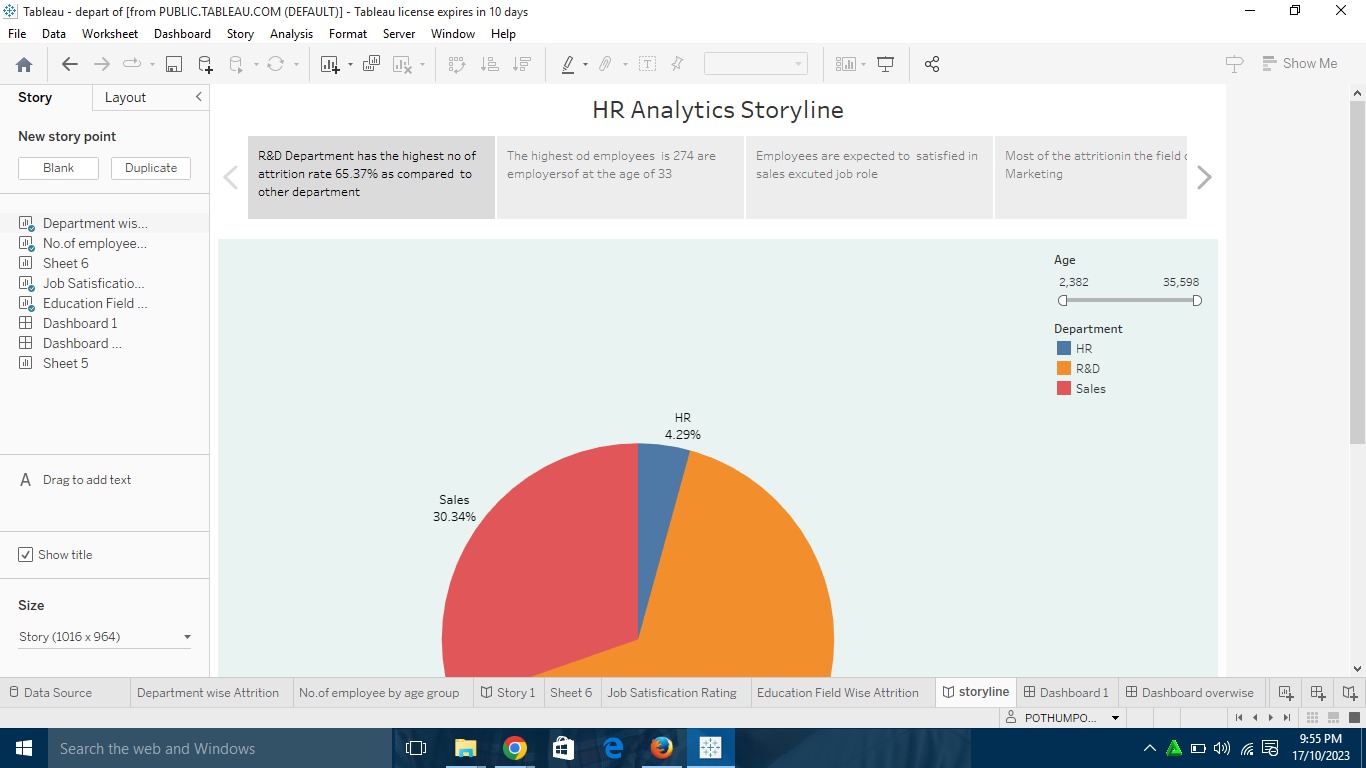 Tableau - depart of [from PUBLIC.TABLEAU.COM (DEFAULT)] - Tableau license expires in 10 days
File Data Worksheet Dashboard Story Analysis Format Server Window Help
Show Me
Story Layout
New story point
Blank Duplicate
Department wis...
No.of employee...
Sheet 6
Job Satisficatio...
Education Field ...
Dashboard 1
Dashboard ...
Sheet 5
A Drag to add text
Show title
Size
Story (1016 x 964)
HR Analytics Storyline
R&D Department has the highest no of
attrition rate 65.37% as compared to
other department
The highest od employees is 274 are
employersof at the age of 33
Employees are expected to satisfied in
sales excuted job role
Most of the attritionin the field
Marketing
Age
2,382 35,598
Department
HR
R&D
Sales
HR
4.29%
Sales
30.34%
Data Source Department wise Attrition No.of employee by age group Story 1 Sheet 6 Job Satisfication Rating Education Field Wise Attrition storyline Dashboard 1 Dashboard overwise
POTHUMPO...
Search the web and Windows
9:55 PM
17/10/2023